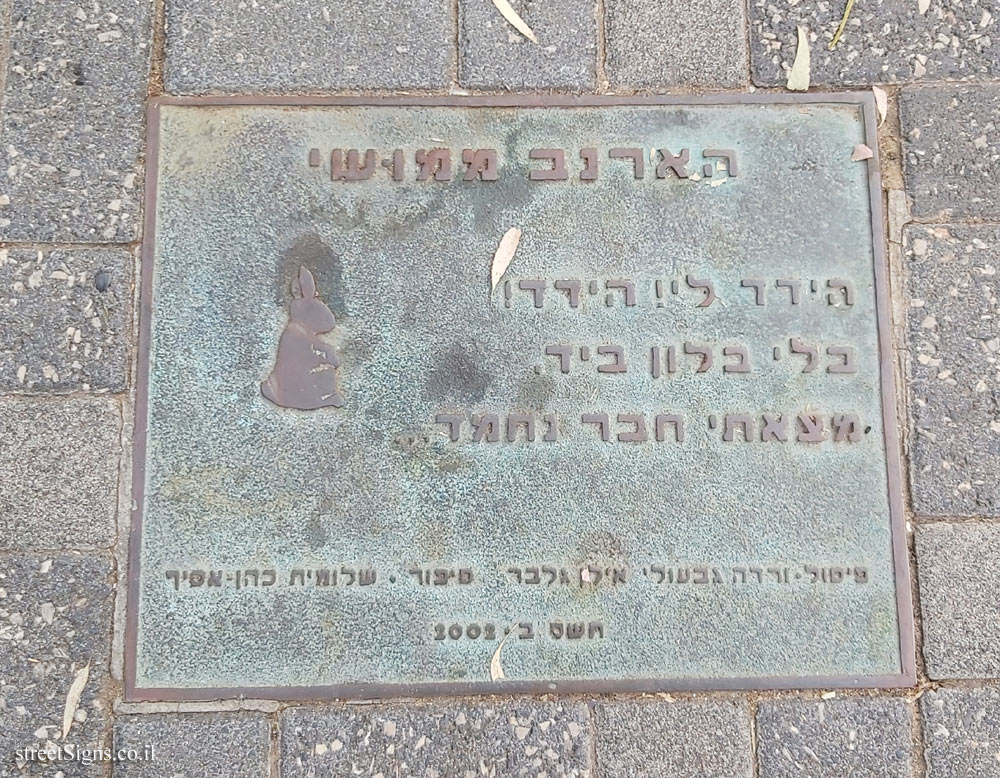 הארנב ממושי
הידד לי! הידד!
בלי בלון ביד.
מצאתי חבר נחמד...
פיסול · ורדה גבעולי אילן גלבר סיפור · שלומית כהן-אסיף
תשס ב · 2002
streetSigns.co.il